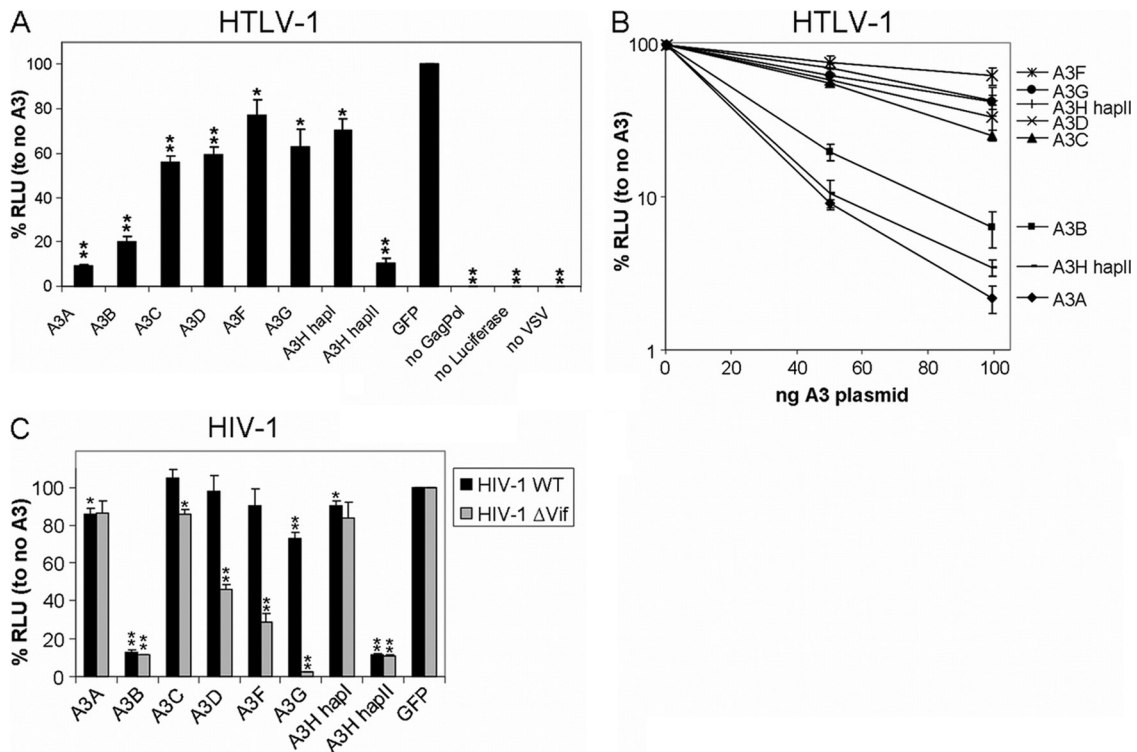 A
HTLV-1
% RLU (to no A3)
100
80
60
40
20
0
**
**
**
**
*
*
*
**
**
**
**
A3A
A3B
A3C
A3D
A3F
A3G
A3H hapI
A3H hapII
GFP
no GagPol
no Luciferase
no VSV
B
HTLV-1
% RLU (to no A3)
100
10
1
0
20
40
60
80
100
ng A3 plasmid
A3F
A3G
A3H hapII
A3D
A3C
A3B
A3H hapII
A3A
C
HIV-1
% RLU (to no A3)
100
80
60
40
20
0
*
**
**
*
**
**
**
**
*
**
**
A3A
A3B
A3C
A3D
A3F
A3G
A3H hapI
A3H hapII
GFP
HIV-1 WT
HIV-1 ΔVif